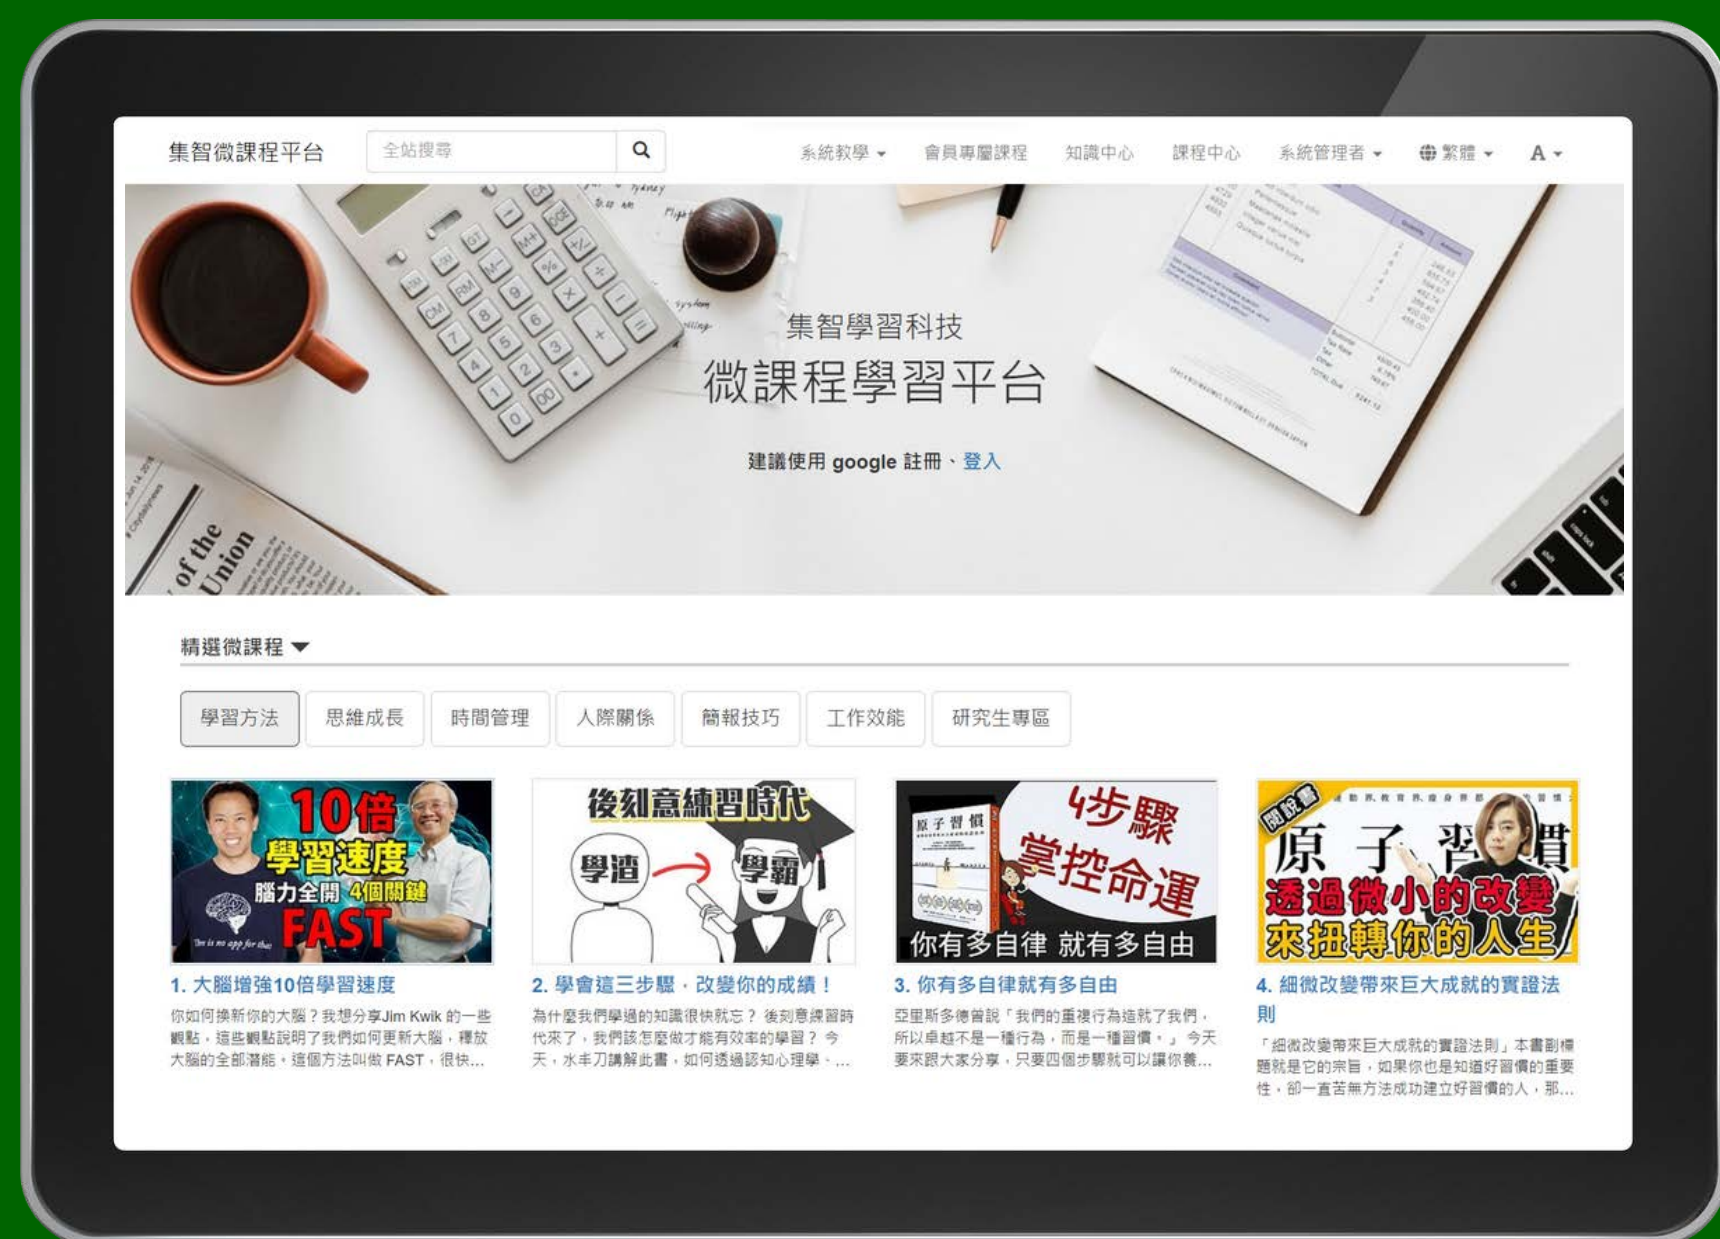 集智微課程平台
全站搜尋
系統教學
會員專屬課程
知識中心
課程中心
系統管理者
繁體
A
集智學習科技
微課程學習平台
建議使用 google 註冊、登入
of the
Union
精選微課程
學習方法
思維成長
時間管理
人際關係
簡報技巧
工作效能
研究生專區
10倍
學習速度
腦力全開 4個關鍵
FAST
後刻意練習時代
學渣
學霸
原子習慣
4步驟
掌控命運
你有多自律 就有多自由
閱說書
原子習慣
透過微小的改變
來扭轉你的人生
1. 大腦增強10倍學習速度
你如何換新你的大腦？我想分享Jim Kwik 的一些
觀點，這些觀點說明了我們如何更新大腦，釋放
大腦的全部潛能。這個方法叫做 FAST，很快...
2. 學會這三步驟，改變你的成績！
為什麼我們學過的知識很快就忘？ 後刻意練習時
代來了，我們該怎麼做才能有效率的學習？ 今
天，水丰刀講解此書，如何透過認知心理學、...
3. 你有多自律就有多自由
亞里斯多德曾說「我們的重複行為造就了我們，
所以卓越不是一種行為，而是一種習慣。」 今天
要來跟大家分享，只要四個步驟就可以讓你養...
4. 細微改變帶來巨大成就的實證法
則
「細微改變帶來巨大成就的實證法則」本書副標
題就是它的宗旨，如果你也是知道好習慣的重要
性，卻一直苦無方法成功建立好習慣的人，那...